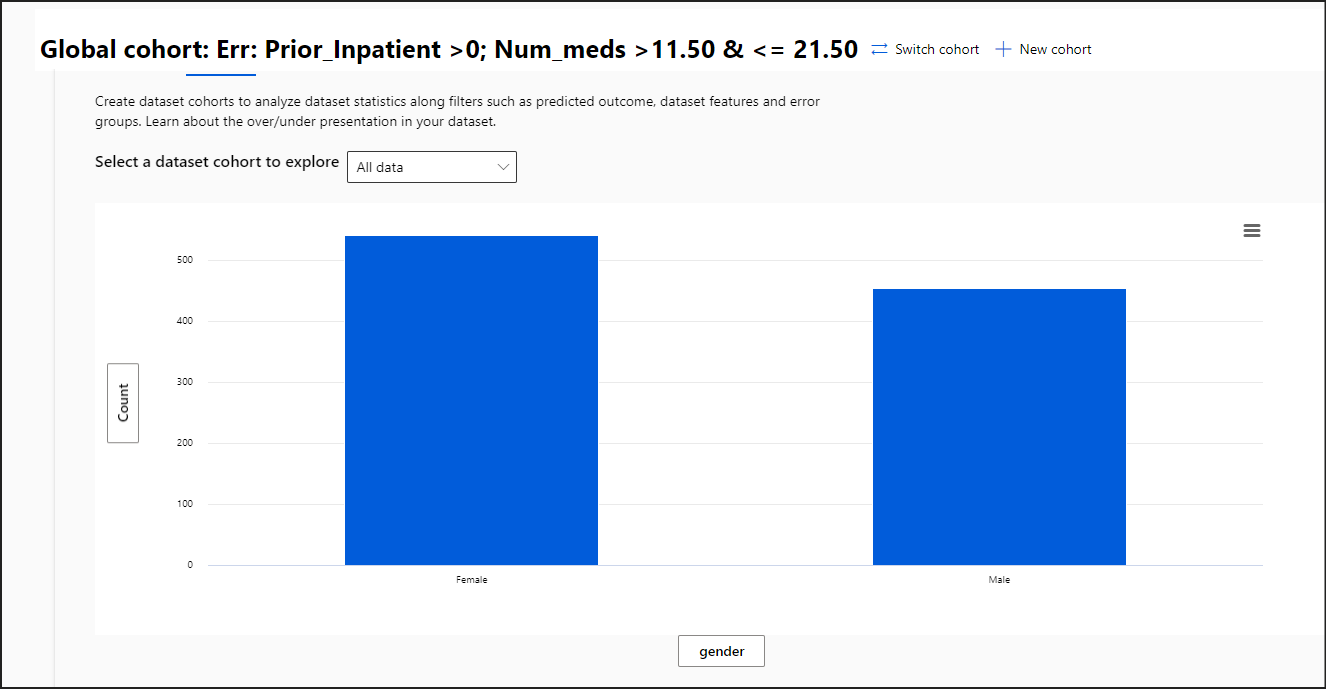 Global cohort: Err: Prior_Inpatient >0; Num_meds >11.50 & <= 21.50 Switch cohort New cohort
Create dataset cohorts to analyze dataset statistics along filters such as predicted outcome, dataset features and error
groups. Learn about the over/under presentation in your dataset.
Select a dataset cohort to explore All data
500
400
300
200
100
0
Count
Female Male
gender